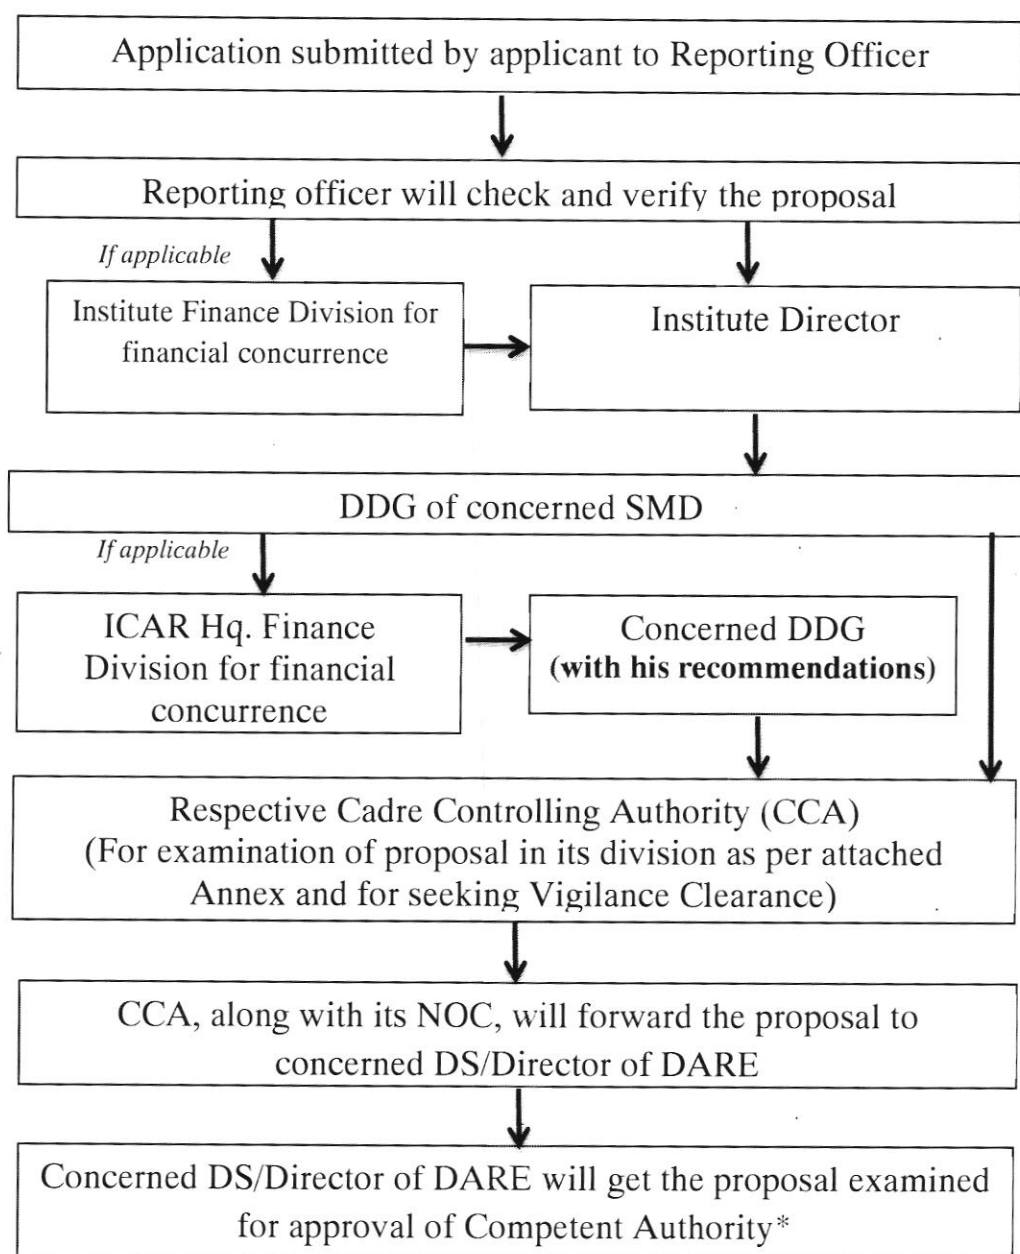 Application submitted by applicant to Reporting Officer
Reporting officer will check and verify the proposal
If applicable
Institute Finance Division for
financial concurrence
Institute Director
DDG of concerned SMD
If applicable
ICAR Hq. Finance
Division for financial
concurrence
Concerned DDG
(with his recommendations)
Respective Cadre Controlling Authority (CCA)
(For examination of proposal in its division as per attached
Annex and for seeking Vigilance Clearance)
CCA, along with its NOC, will forward the proposal to
concerned DS/Director of DARE
Concerned DS/Director of DARE will get the proposal examined
for approval of Competent Authority*